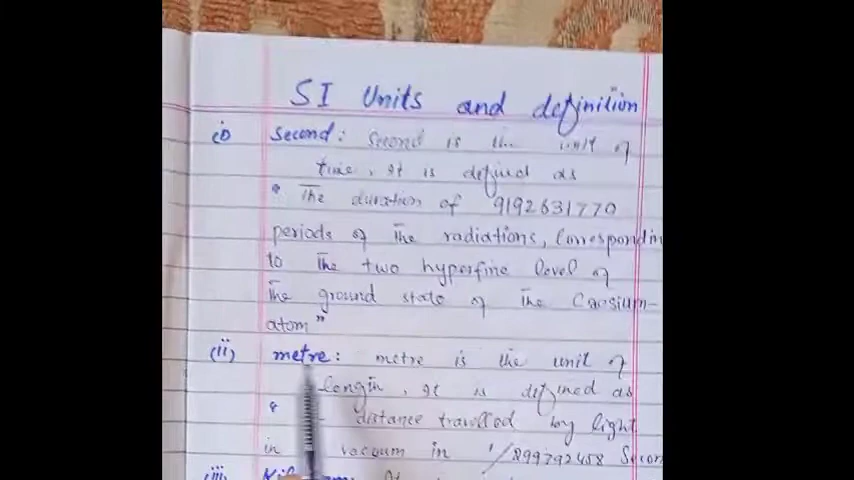 SI Units and definition
(i) Second: Second is the unit of
time, It is defined as
" The duration of 9192631770
periods of the radiations, Correspondin
to the two hyperfine level of
the ground state of the Caesium-
atom"
(ii) metre: metre is the unit of
length, It is defined as
" distance travelled by light
in vacuum in 1/299792458 Secon
(iii)